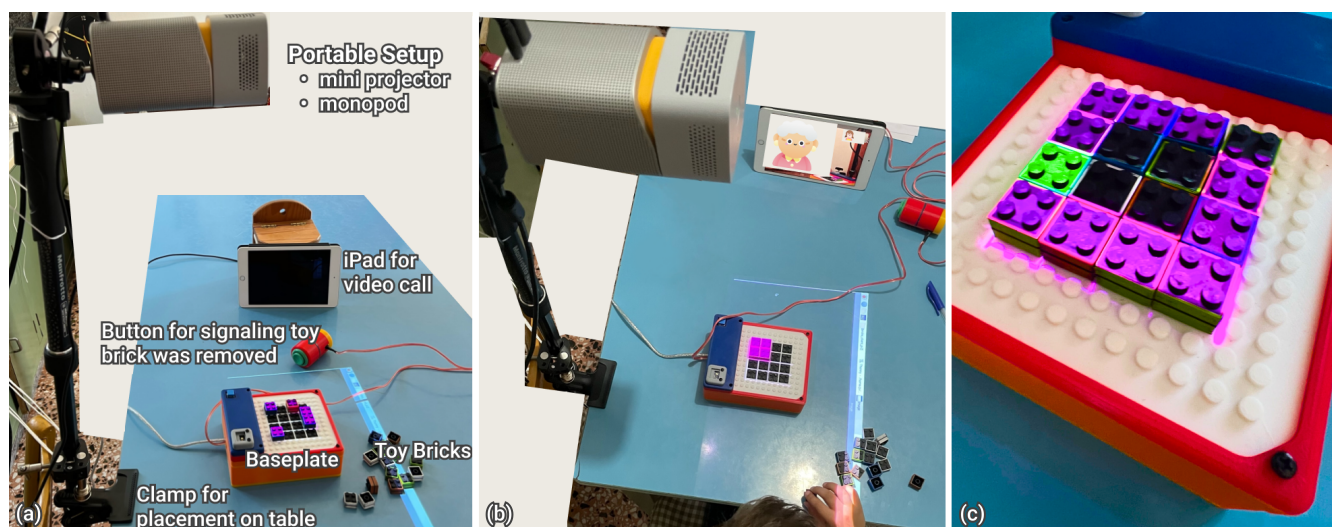 Portable Setup
• mini projector
• monopod
iPad for
video call
Button for signaling toy
brick was removed
Baseplate
Toy Bricks
Clamp for
placement on table
Manfrotto
(a)
(b)
(c)